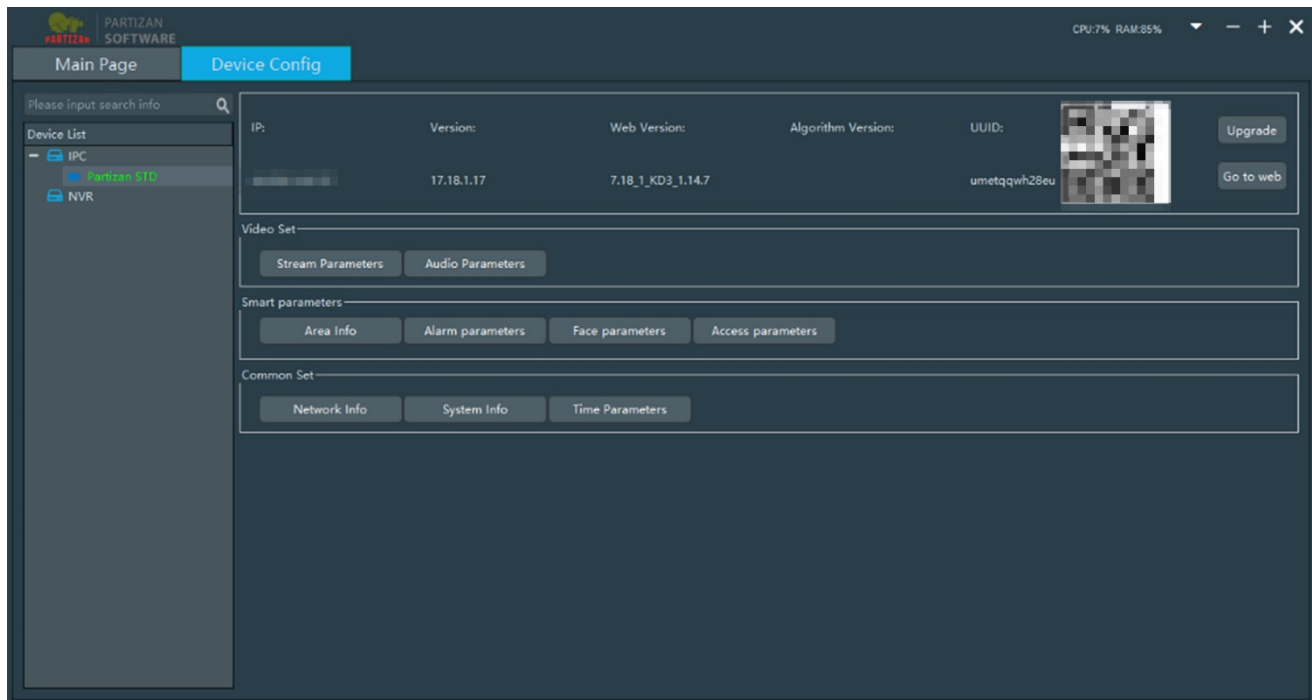 PARTIZAN
PARTIZAN
SOFTWARE
CPU:7% RAM:85%
Main Page
Device Config
Please input search info
Device List
IPC
Partizan STD
NVR
IP:
Version:
Web Version:
Algorithm Version:
UUID:
Upgrade
17.18.1.17
7.18_1_KD3_1.14.7
umetqqwh28eu
Go to web
Video Set
Stream Parameters
Audio Parameters
Smart parameters
Area Info
Alarm parameters
Face parameters
Access parameters
Common Set
Network Info
System Info
Time Parameters